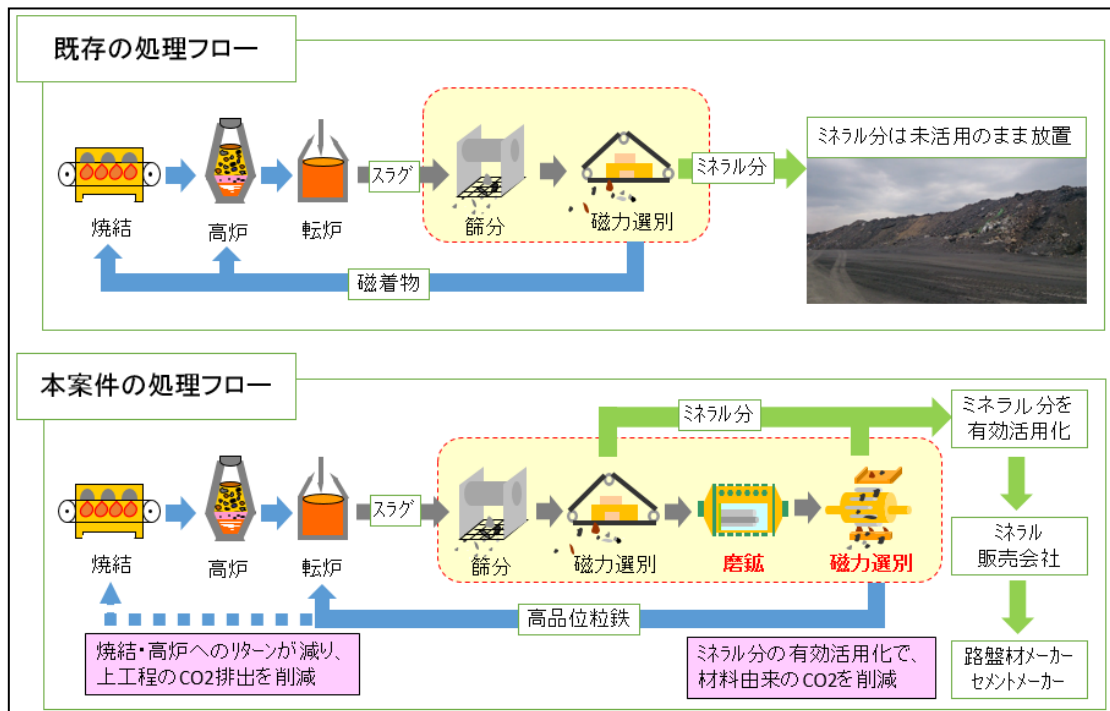 既存の処理フロー
ミネラル分は未活用のまま放置
スラグ
ミネラル分
焼結
高炉
転炉
篩分
磁力選別
磁着物
本案件の処理フロー
ミネラル分
ミネラル分を
有効活用化
スラグ
焼結
高炉
転炉
篩分
磁力選別
磨鉱
磁力選別
ミネラル
販売会社
高品位粒鉄
焼結・高炉へのリターンが減り、
上工程のCO2排出を削減
ミネラル分の有効活用化で、
材料由来のCO2を削減
路盤材メーカー
セメントメーカー